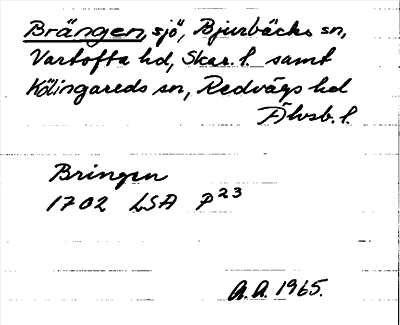 Brängen, sjö, Bjurbäcks sn,
Vartofta hd, Skar. l. samt
Kölingareds sn, Redvägs hd
Älvsb. l.
Bringen
1702 LSA P23
A.A. 1965.